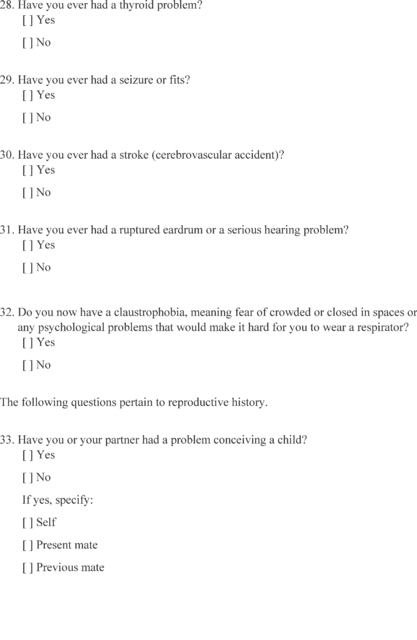 28. Have you ever had a thyroid problem?
[ ] Yes
[ ] No
29. Have you ever had a seizure or fits?
[ ] Yes
[ ] No
30. Have you ever had a stroke (cerebrovascular accident)?
[ ] Yes
[ ] No
31. Have you ever had a ruptured eardrum or a serious hearing problem?
[ ] Yes
[ ] No
32. Do you now have a claustrophobia, meaning fear of crowded or closed in spaces or
any psychological problems that would make it hard for you to wear a respirator?
[ ] Yes
[ ] No
The following questions pertain to reproductive history.
33. Have you or your partner had a problem conceiving a child?
[ ] Yes
[ ] No
If yes, specify:
[ ] Self
[ ] Present mate
[ ] Previous mate